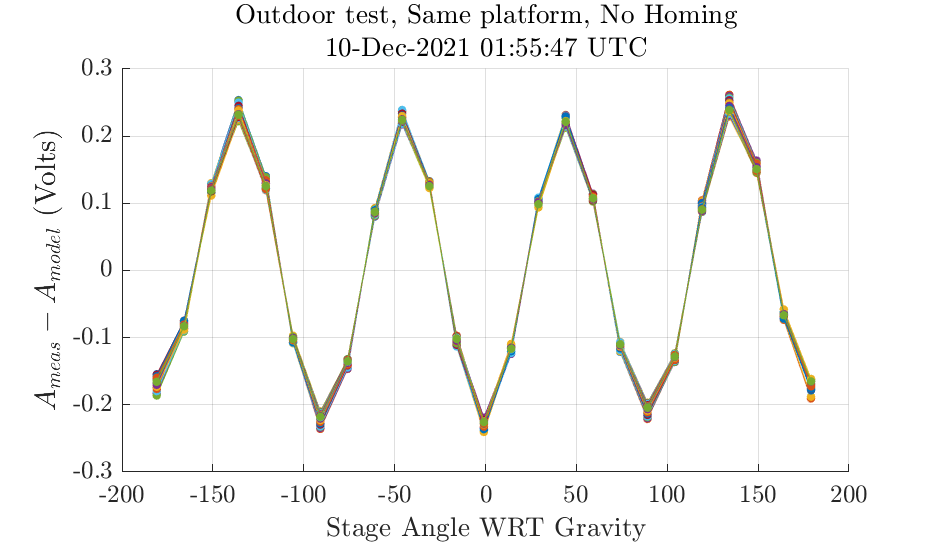 Outdoor test, Same platform, No Homing
10-Dec-2021 01:55:47 UTC
A_meas − A_model (Volts)
0.3
0.2
0.1
0
-0.1
-0.2
-0.3
-200 -150 -100 -50 0 50 100 150 200
Stage Angle WRT Gravity